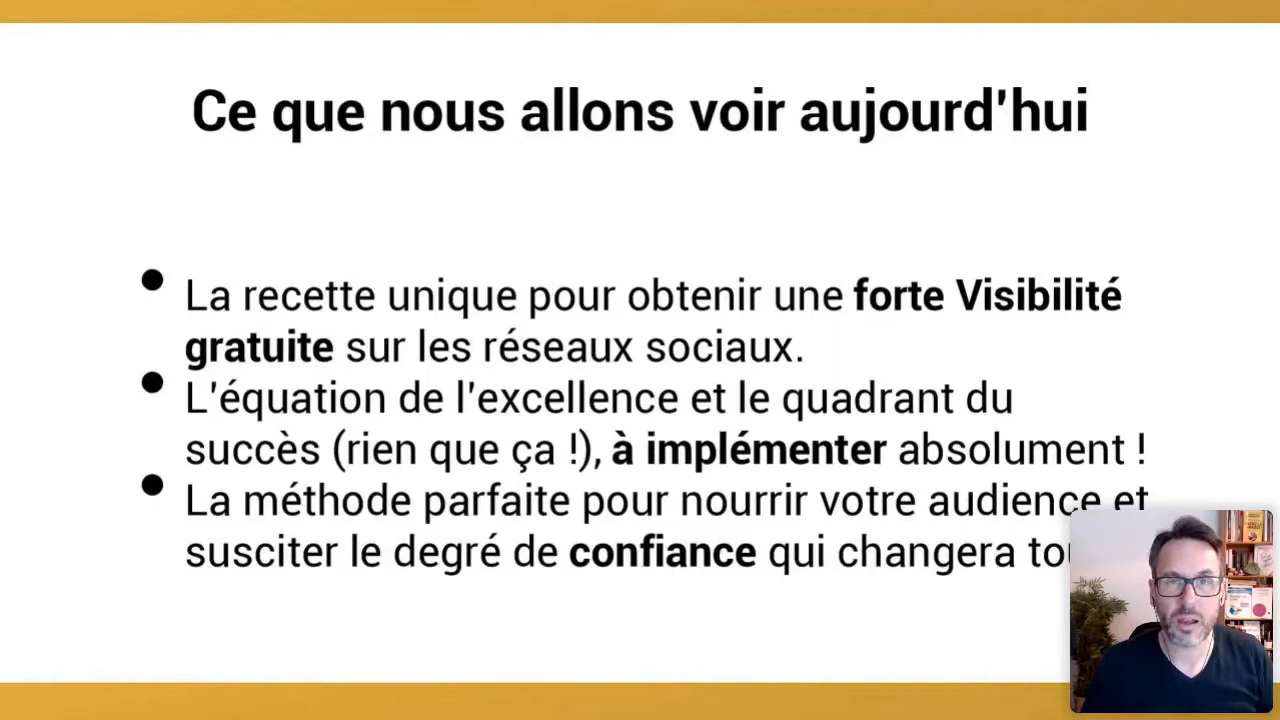 Ce que nous allons voir aujourd'hui
La recette unique pour obtenir une forte Visibilité
gratuite sur les réseaux sociaux.
L'équation de l'excellence et le quadrant du
succès (rien que ça !), à implémenter absolument !
La méthode parfaite pour nourrir votre audience et
susciter le degré de confiance qui changera